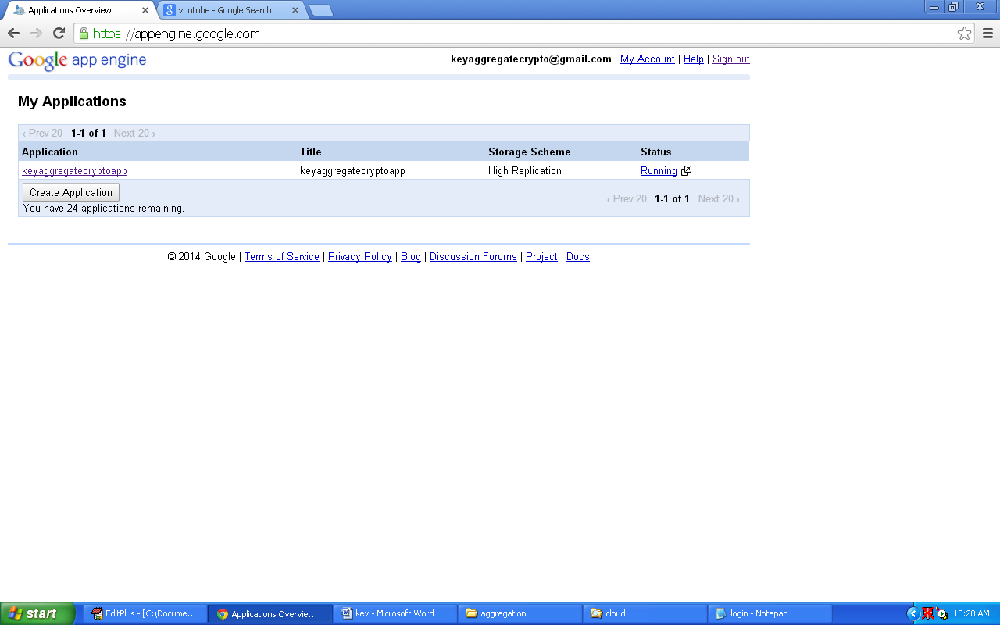 Applications Overview youtube - Google Search
https://appengine.google.com
Google app engine keyaggregatecrypto@gmail.com | My Account | Help | Sign out
My Applications
‹ Prev 20 1-1 of 1 Next 20 ›
Application Title Storage Scheme Status
keyaggregatecryptoapp keyaggregatecryptoapp High Replication Running
Create Application
‹ Prev 20 1-1 of 1 Next 20 ›
You have 24 applications remaining.
© 2014 Google | Terms of Service | Privacy Policy | Blog | Discussion Forums | Project | Docs
start EditPlus - [C:\Docume... Applications Overvie... key - Microsoft Word aggregation cloud login - Notepad 10:28 AM